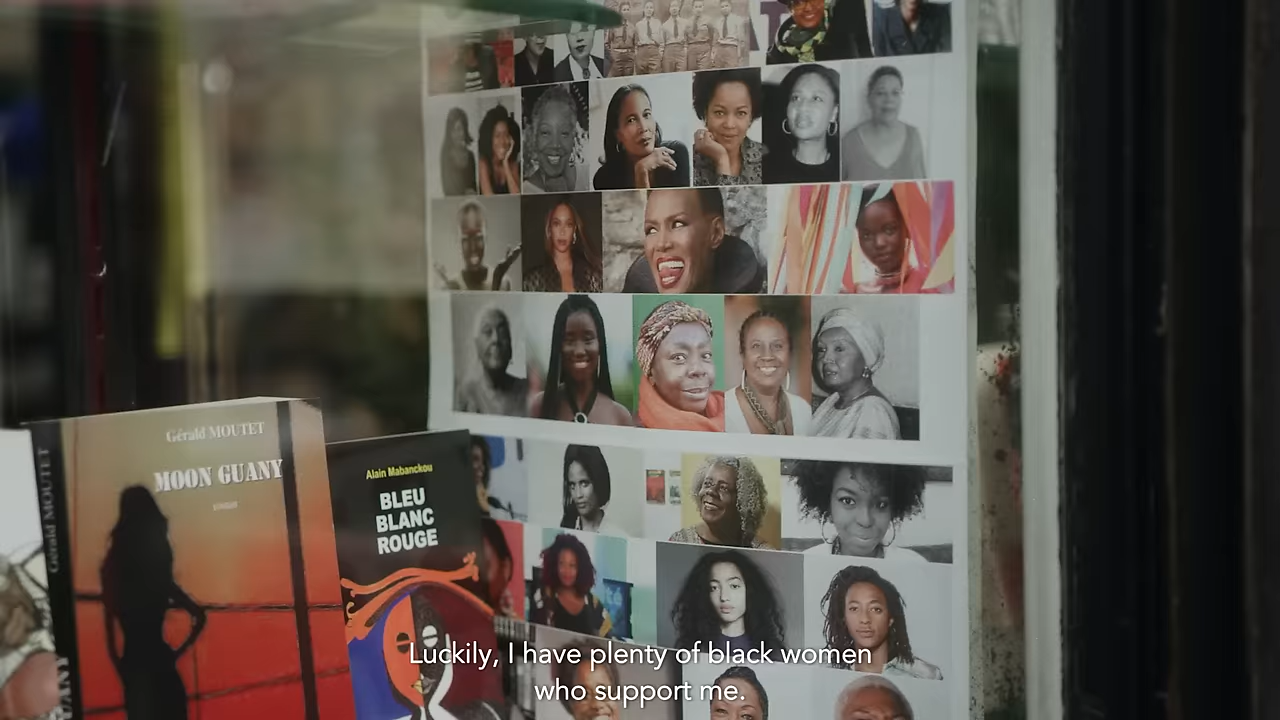 Gérald MOUTET
MOON GUANY
Gérald MOUTET
GUANY
Alain Mabanckou
BLEU
BLANC
ROUGE
Luckily, I have plenty of black women
who support me.